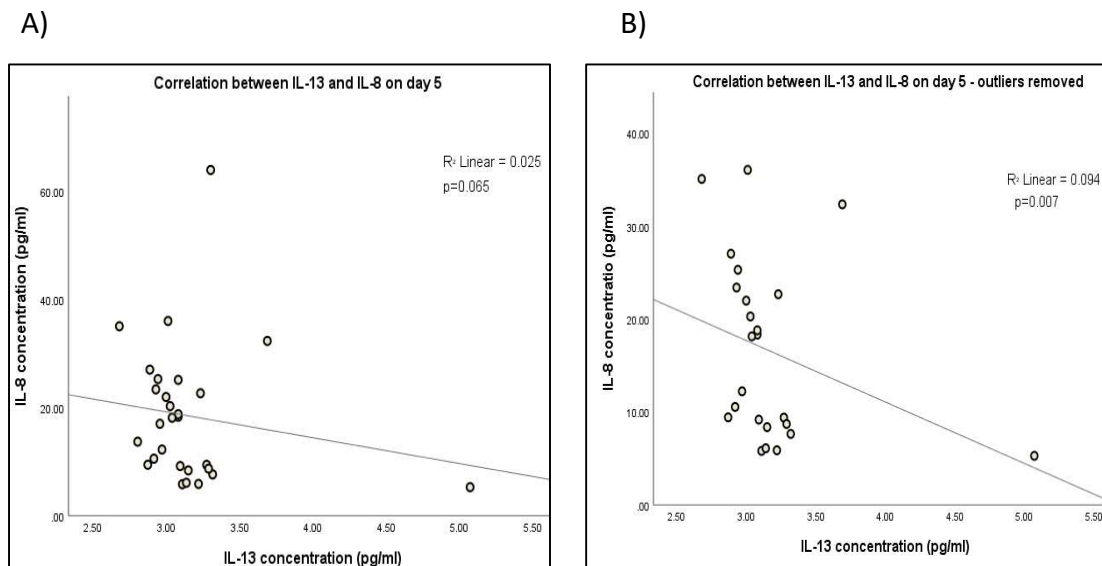 A)
B)
Correlation between IL-13 and IL-8 on day 5
R² Linear = 0.025
p=0.065
60.00
40.00
20.00
.00
IL-8 concentration (pg/ml)
2.50 3.00 3.50 4.00 4.50 5.00 5.50
IL-13 concentration (pg/ml)
Correlation between IL-13 and IL-8 on day 5 - outliers removed
R² Linear = 0.094
p=0.007
40.00
30.00
20.00
10.00
.00
IL-8 concentratio (pg/ml)
2.50 3.00 3.50 4.00 4.50 5.00 5.50
IL-13 concentration (pg/ml)